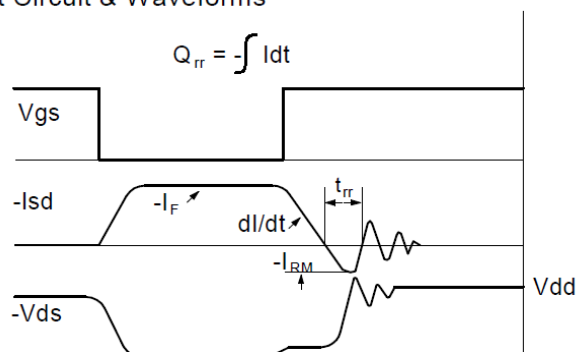 t Circuit & Waveforms
Qrr = -∫ Idt
Vgs
-Isd
-IF
trr
dI/dt
-IRM
Vdd
-Vds